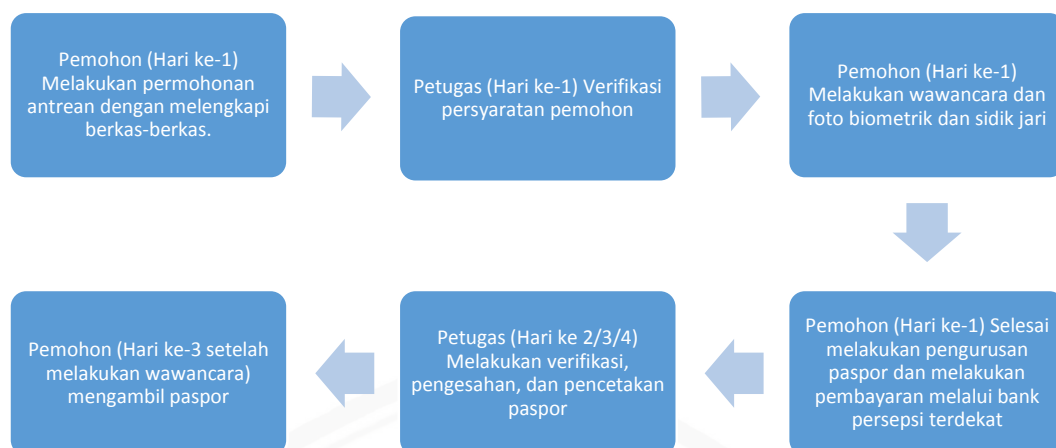 Pemohon (Hari ke-1)
Melakukan permohonan
antrean dengan melengkapi
berkas-berkas.
Petugas (Hari ke-1) Verifikasi
persyaratan pemohon
Pemohon (Hari ke-1)
Melakukan wawancara dan
foto biometrik dan sidik jari
Pemohon (Hari ke-1) Selesai
melakukan pengurusan
paspor dan melakukan
pembayaran melalui bank
persepsi terdekat
Petugas (Hari ke 2/3/4)
Melakukan verifikasi,
pengesahan, dan pencetakan
paspor
Pemohon (Hari ke-3 setelah
melakukan wawancara)
mengambil paspor